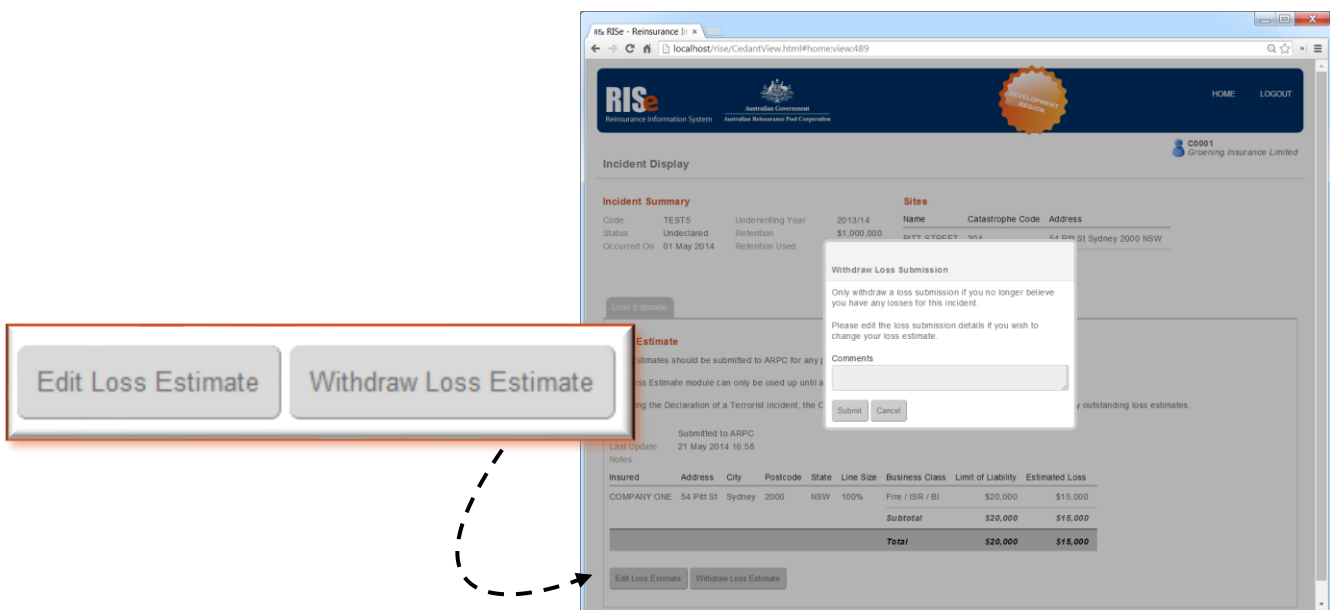 RISe RISe - Reinsurance In
localhost/rise/CedantView.html#home:view:489
RISe
Reinsurance Information System
Australian Government
Australian Reinsurance Pool Corporation
DEVELOPMENT
REGION
HOME LOGOUT
C0001
Groening Insurance Limited
Incident Display
Incident Summary
Code TEST5 Underwriting Year 2013/14
Status Undeclared Retention $1,000,000
Occurred On 01 May 2014 Retention Used
Sites
Name Catastrophe Code Address
PITT STREET 304 54 Pitt St Sydney 2000 NSW
Withdraw Loss Submission
Only withdraw a loss submission if you no longer believe
you have any losses for this incident.
Please edit the loss submission details if you wish to
change your loss estimate.
Comments
Submit Cancel
Loss Estimate
Estimate
stimates should be submitted to ARPC for any
oss Estimate module can only be used up until a
ng the Declaration of a Terrorist Incident, the C
y outstanding loss estimates.
Submitted to ARPC
Last Update 21 May 2014 16:58
Notes
Insured Address City Postcode State Line Size Business Class Limit of Liability Estimated Loss
COMPANY ONE 54 Pitt St Sydney 2000 NSW 100% Fire / ISR / BI $20,000 $15,000
Subtotal $20,000 $15,000
Total $20,000 $15,000
Edit Loss Estimate Withdraw Loss Estimate
Edit Loss Estimate Withdraw Loss Estimate